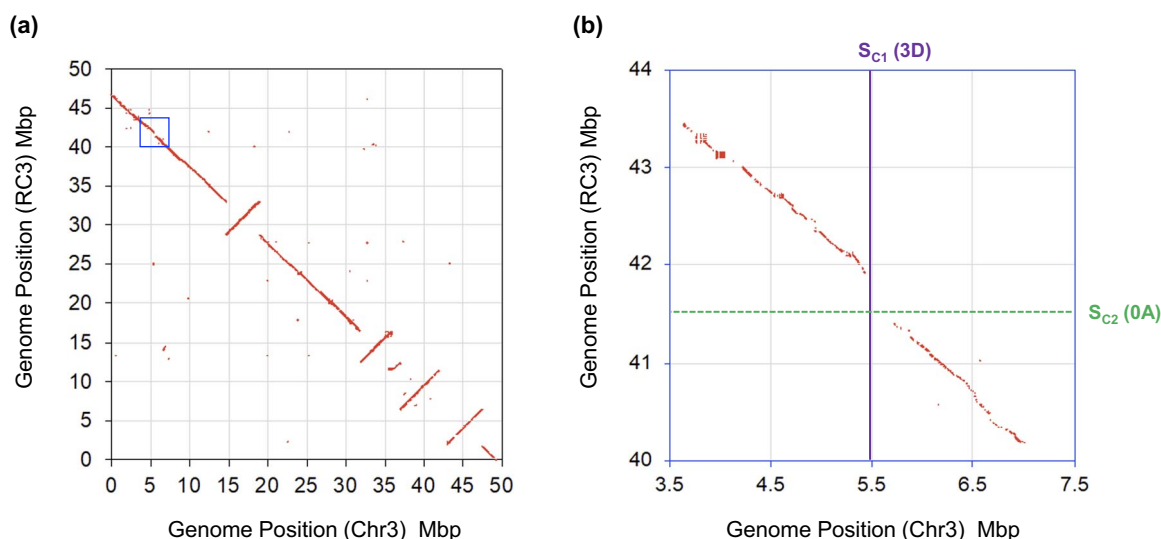 (a)
50
45
40
35
30
25
20
15
10
5
0
0 5 10 15 20 25 30 35 40 45 50
Genome Position (RC3) Mbp
Genome Position (Chr3) Mbp
(b)
S_C1 (3D)
44
43
42
41
40
3.5 4.5 5.5 6.5 7.5
S_C2 (0A)
Genome Position (RC3) Mbp
Genome Position (Chr3) Mbp